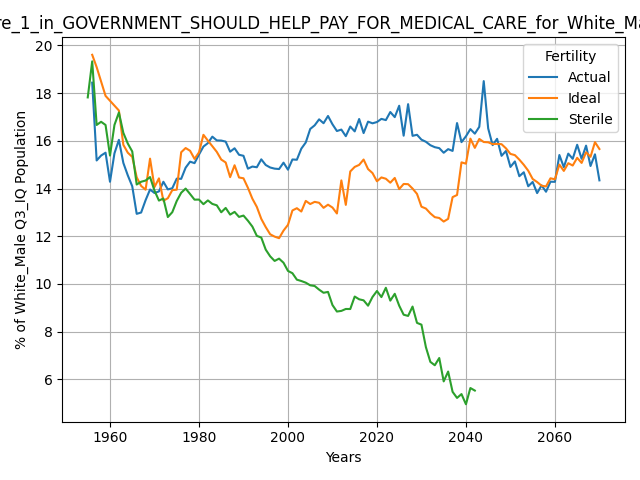 re_1_in_GOVERNMENT_SHOULD_HELP_PAY_FOR_MEDICAL_CARE_for_White_Ma
20
18
16
14
12
10
8
6
% of White_Male Q3_IQ Population
Fertility
Actual
Ideal
Sterile
1960
1980
2000
2020
2040
2060
Years